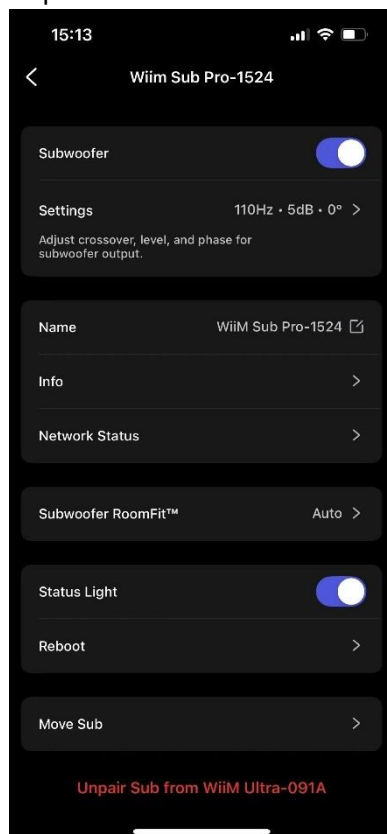 15:13
Wiim Sub Pro-1524
Subwoofer
Settings 110Hz • 5dB • 0°
Adjust crossover, level, and phase for
subwoofer output.
Name WiiM Sub Pro-1524
Info
Network Status
Subwoofer RoomFit™ Auto
Status Light
Reboot
Move Sub
Unpair Sub from WiiM Ultra-091A